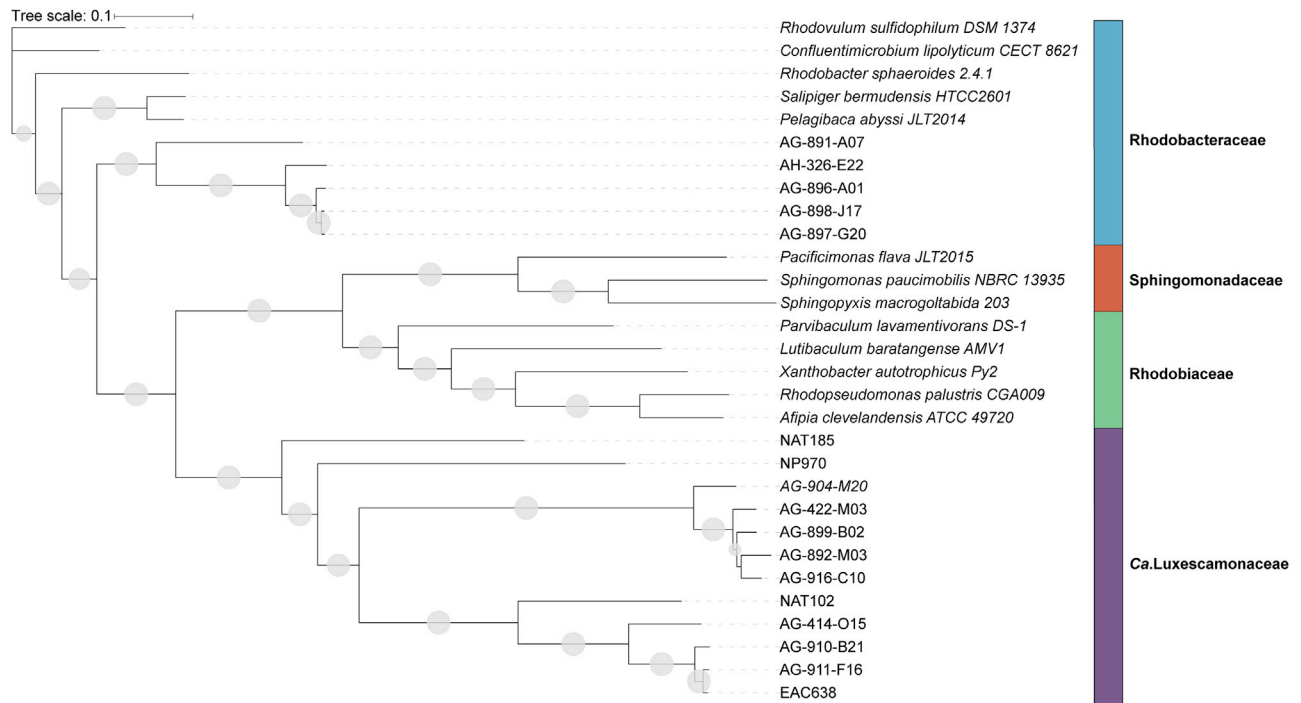 Tree scale: 0.1
Rhodovulum sulfidophilum DSM 1374
Confluentimicrobium lipolyticum CECT 8621
Rhodobacter sphaeroides 2.4.1
Salipiger bermudensis HTCC2601
Pelagibaca abyssi JLT2014
AG-891-A07
AH-326-E22
AG-896-A01
AG-898-J17
AG-897-G20
Rhodobacteraceae
Pacificimonas flava JLT2015
Sphingomonas paucimobilis NBRC 13935
Sphingopyxis macrogoltabida 203
Sphingomonadaceae
Parvibaculum lavamentivorans DS-1
Lutibaculum baratangense AMV1
Xanthobacter autotrophicus Py2
Rhodopseudomonas palustris CGA009
Afipia clevelandensis ATCC 49720
Rhodobiaceae
NAT185
NP970
AG-904-M20
AG-422-M03
AG-899-B02
AG-892-M03
AG-916-C10
NAT102
AG-414-O15
AG-910-B21
AG-911-F16
EAC638
Ca.Luxescamonaceae